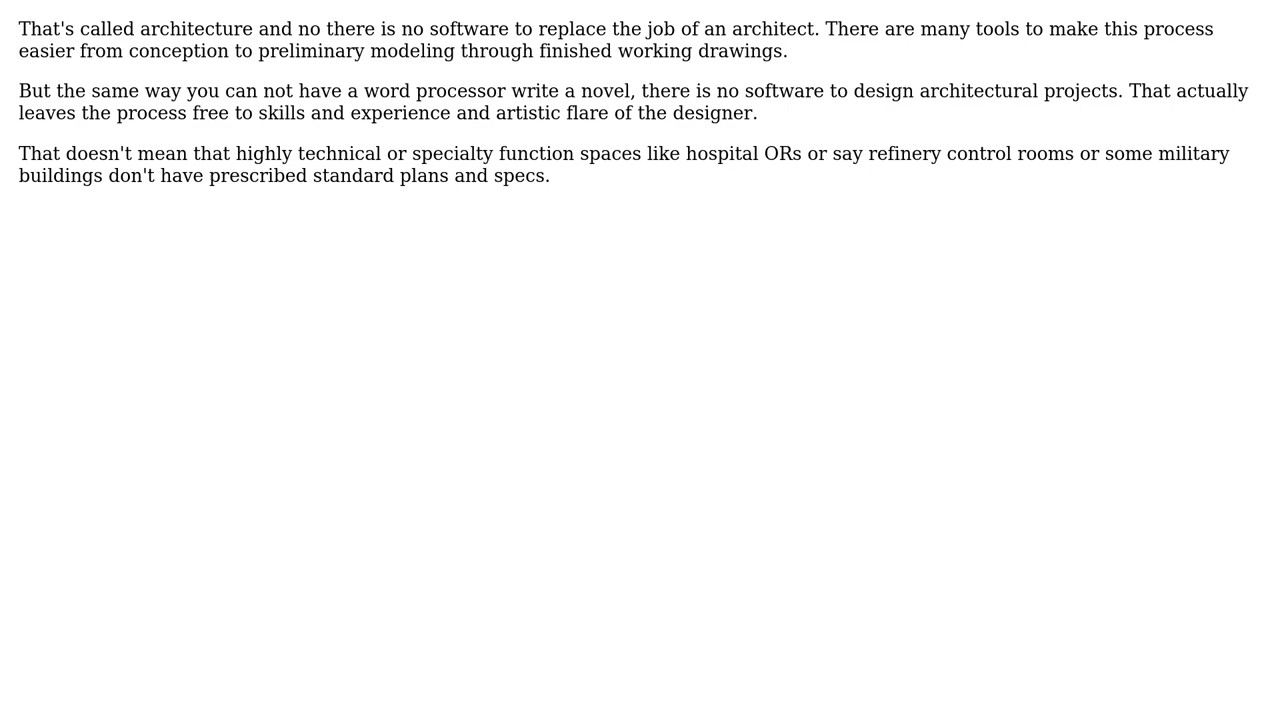 That's called architecture and no there is no software to replace the job of an architect. There are many tools to make this process
easier from conception to preliminary modeling through finished working drawings.
But the same way you can not have a word processor write a novel, there is no software to design architectural projects. That actually
leaves the process free to skills and experience and artistic flare of the designer.
That doesn't mean that highly technical or specialty function spaces like hospital ORs or say refinery control rooms or some military
buildings don't have prescribed standard plans and specs.